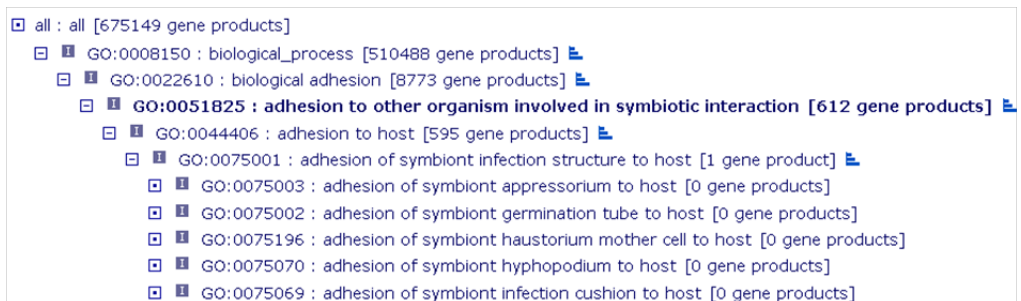 all : all [675149 gene products]
I GO:0008150 : biological_process [510488 gene products]
I GO:0022610 : biological adhesion [8773 gene products]
I GO:0051825 : adhesion to other organism involved in symbiotic interaction [612 gene products]
I GO:0044406 : adhesion to host [595 gene products]
I GO:0075001 : adhesion of symbiont infection structure to host [1 gene product]
I GO:0075003 : adhesion of symbiont appressorium to host [0 gene products]
I GO:0075002 : adhesion of symbiont germination tube to host [0 gene products]
I GO:0075196 : adhesion of symbiont haustorium mother cell to host [0 gene products]
I GO:0075070 : adhesion of symbiont hyphopodium to host [0 gene products]
I GO:0075069 : adhesion of symbiont infection cushion to host [0 gene products]